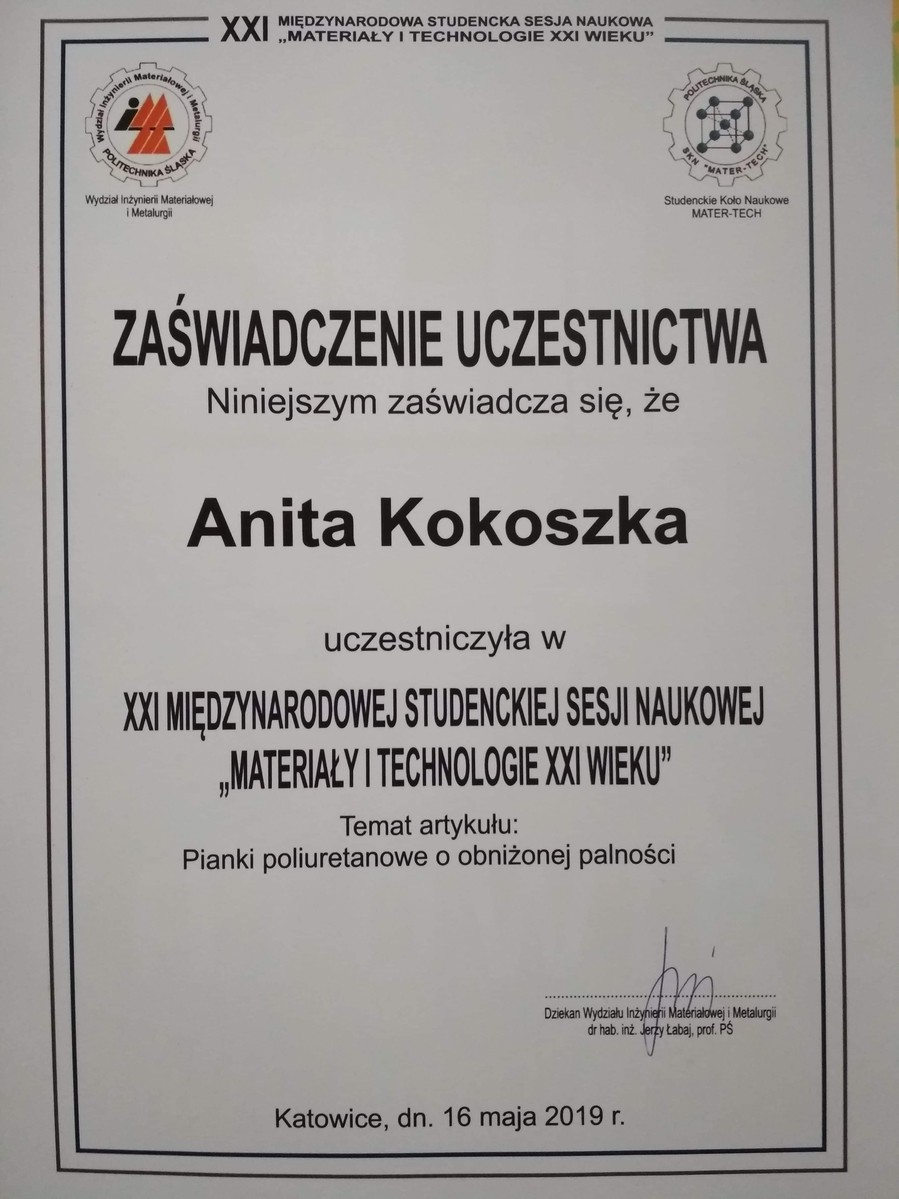 XXI MIĘDZYNARODOWA STUDENCKA SESJA NAUKOWA
„MATERIAŁY I TECHNOLOGIE XXI WIEKU”
Wydział Inżynierii Materiałowej i Metalurgii
POLITECHNIKA ŚLĄSKA
Wydział Inżynierii Materiałowej
i Metalurgii
POLITECHNIKA ŚLĄSKA
SKN "MATER-TECH"
Studenckie Koło Naukowe
MATER-TECH
ZAŚWIADCZENIE UCZESTNICTWA
Niniejszym zaświadcza się, że
Anita Kokoszka
uczestniczyła w
XXI MIĘDZYNARODOWEJ STUDENCKIEJ SESJI NAUKOWEJ
„MATERIAŁY I TECHNOLOGIE XXI WIEKU”
Temat artykułu:
Pianki poliuretanowe o obniżonej palności
Dziekan Wydziału Inżynierii Materiałowej i Metalurgii
dr hab. inż. Jerzy Łabaj, prof. PŚ
Katowice, dn. 16 maja 2019 r.